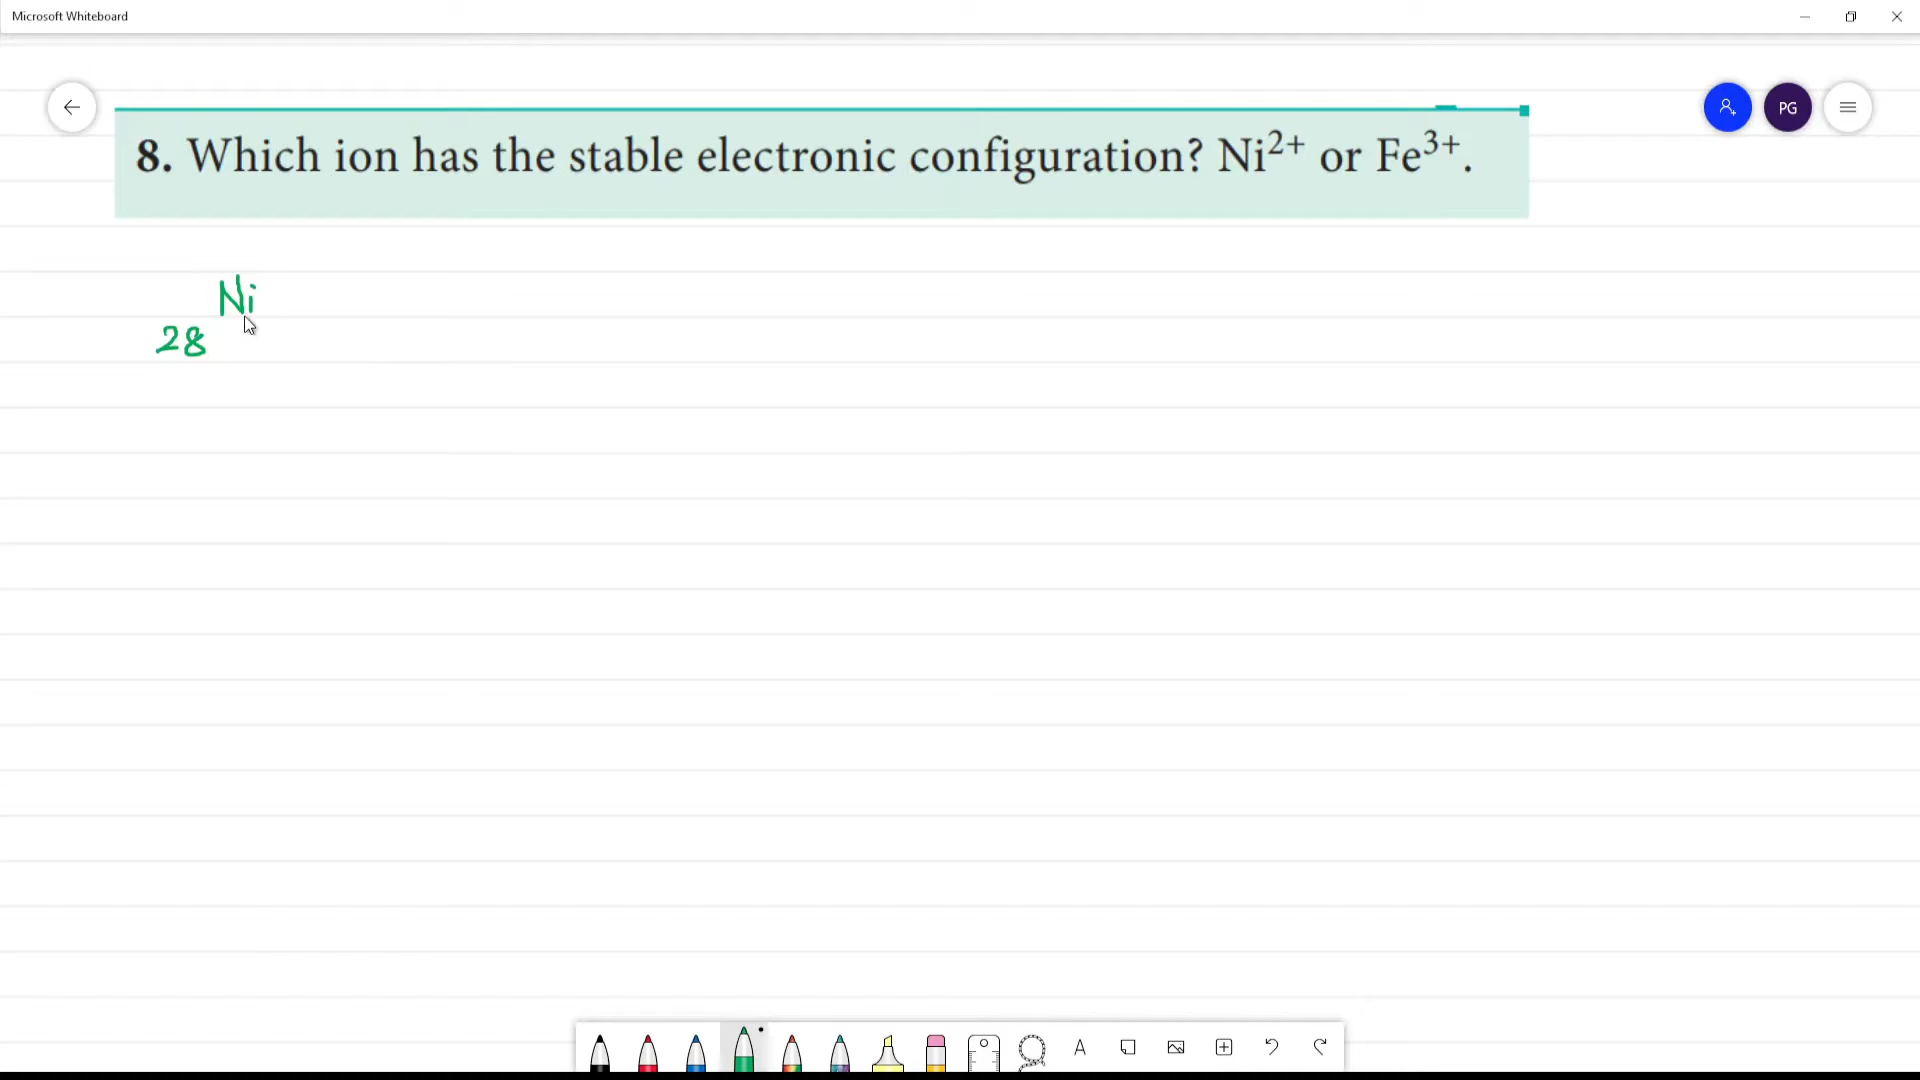 Microsoft Whiteboard
PG
8. Which ion has the stable electronic configuration? Ni²⁺ or Fe³⁺.
Ni
28
A